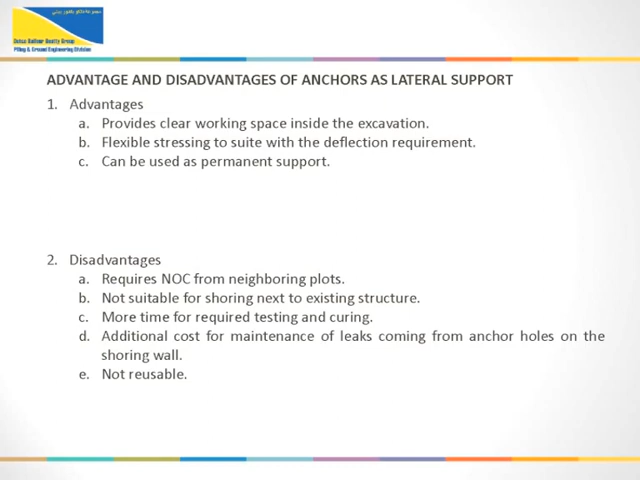 Dutco Balfour Beatty Group
Piling & Ground Engineering Division
ADVANTAGE AND DISADVANTAGES OF ANCHORS AS LATERAL SUPPORT
1. Advantages
a. Provides clear working space inside the excavation.
b. Flexible stressing to suite with the deflection requirement.
c. Can be used as permanent support.
2. Disadvantages
a. Requires NOC from neighboring plots.
b. Not suitable for shoring next to existing structure.
c. More time for required testing and curing.
d. Additional cost for maintenance of leaks coming from anchor holes on the
shoring wall.
e. Not reusable.